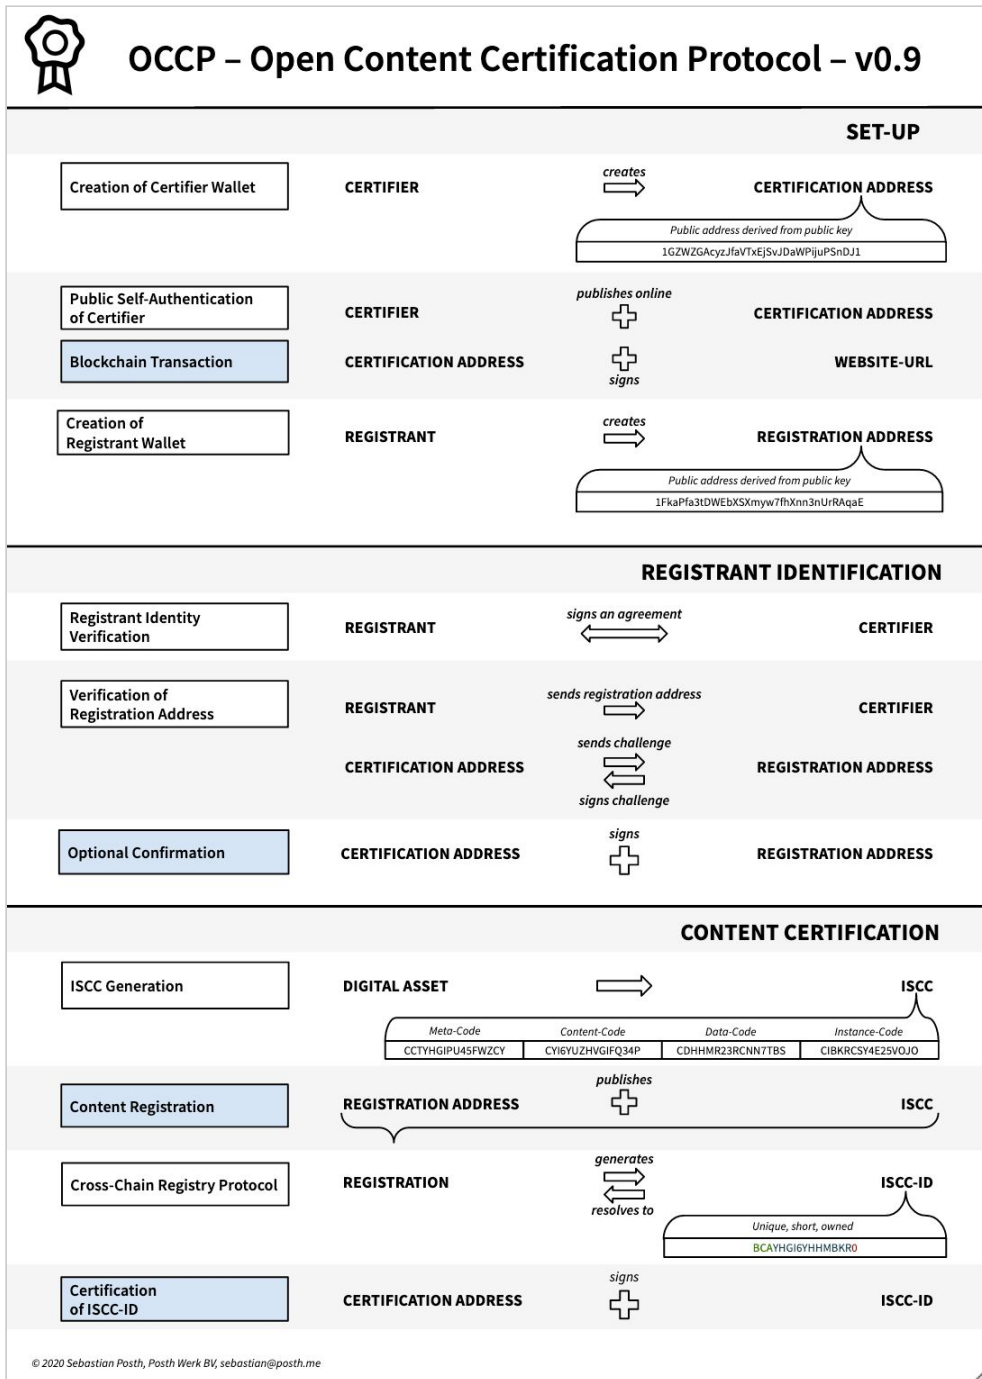 OCCP – Open Content Certification Protocol – v0.9
SET-UP
Creation of Certifier Wallet
CERTIFIER
creates
CERTIFICATION ADDRESS
Public address derived from public key
1GZWZGAcyzJfaVTxEjSvJDaWPijuPSnDJ1
Public Self-Authentication
of Certifier
CERTIFIER
publishes online
CERTIFICATION ADDRESS
Blockchain Transaction
CERTIFICATION ADDRESS
signs
WEBSITE-URL
Creation of
Registrant Wallet
REGISTRANT
creates
REGISTRATION ADDRESS
Public address derived from public key
1FkaPfa3tDWEbXSXmyw7fhXnn3nUrRAqaE
REGISTRANT IDENTIFICATION
Registrant Identity
Verification
REGISTRANT
signs an agreement
CERTIFIER
Verification of
Registration Address
REGISTRANT
sends registration address
CERTIFIER
CERTIFICATION ADDRESS
sends challenge
signs challenge
REGISTRATION ADDRESS
Optional Confirmation
CERTIFICATION ADDRESS
signs
REGISTRATION ADDRESS
CONTENT CERTIFICATION
ISCC Generation
DIGITAL ASSET
ISCC
Meta-Code
Content-Code
Data-Code
Instance-Code
CCTYHGIPU45FWZCY
CYI6YUZHVGIFQ34P
CDHHMR23RCNN7TBS
CIBKRCSY4E25VOJO
Content Registration
REGISTRATION ADDRESS
publishes
ISCC
Cross-Chain Registry Protocol
REGISTRATION
generates
resolves to
ISCC-ID
Unique, short, owned
BCAYHGI6YHHMBKR0
Certification
of ISCC-ID
CERTIFICATION ADDRESS
signs
ISCC-ID
© 2020 Sebastian Posth, Posth Werk BV, sebastian@posth.me